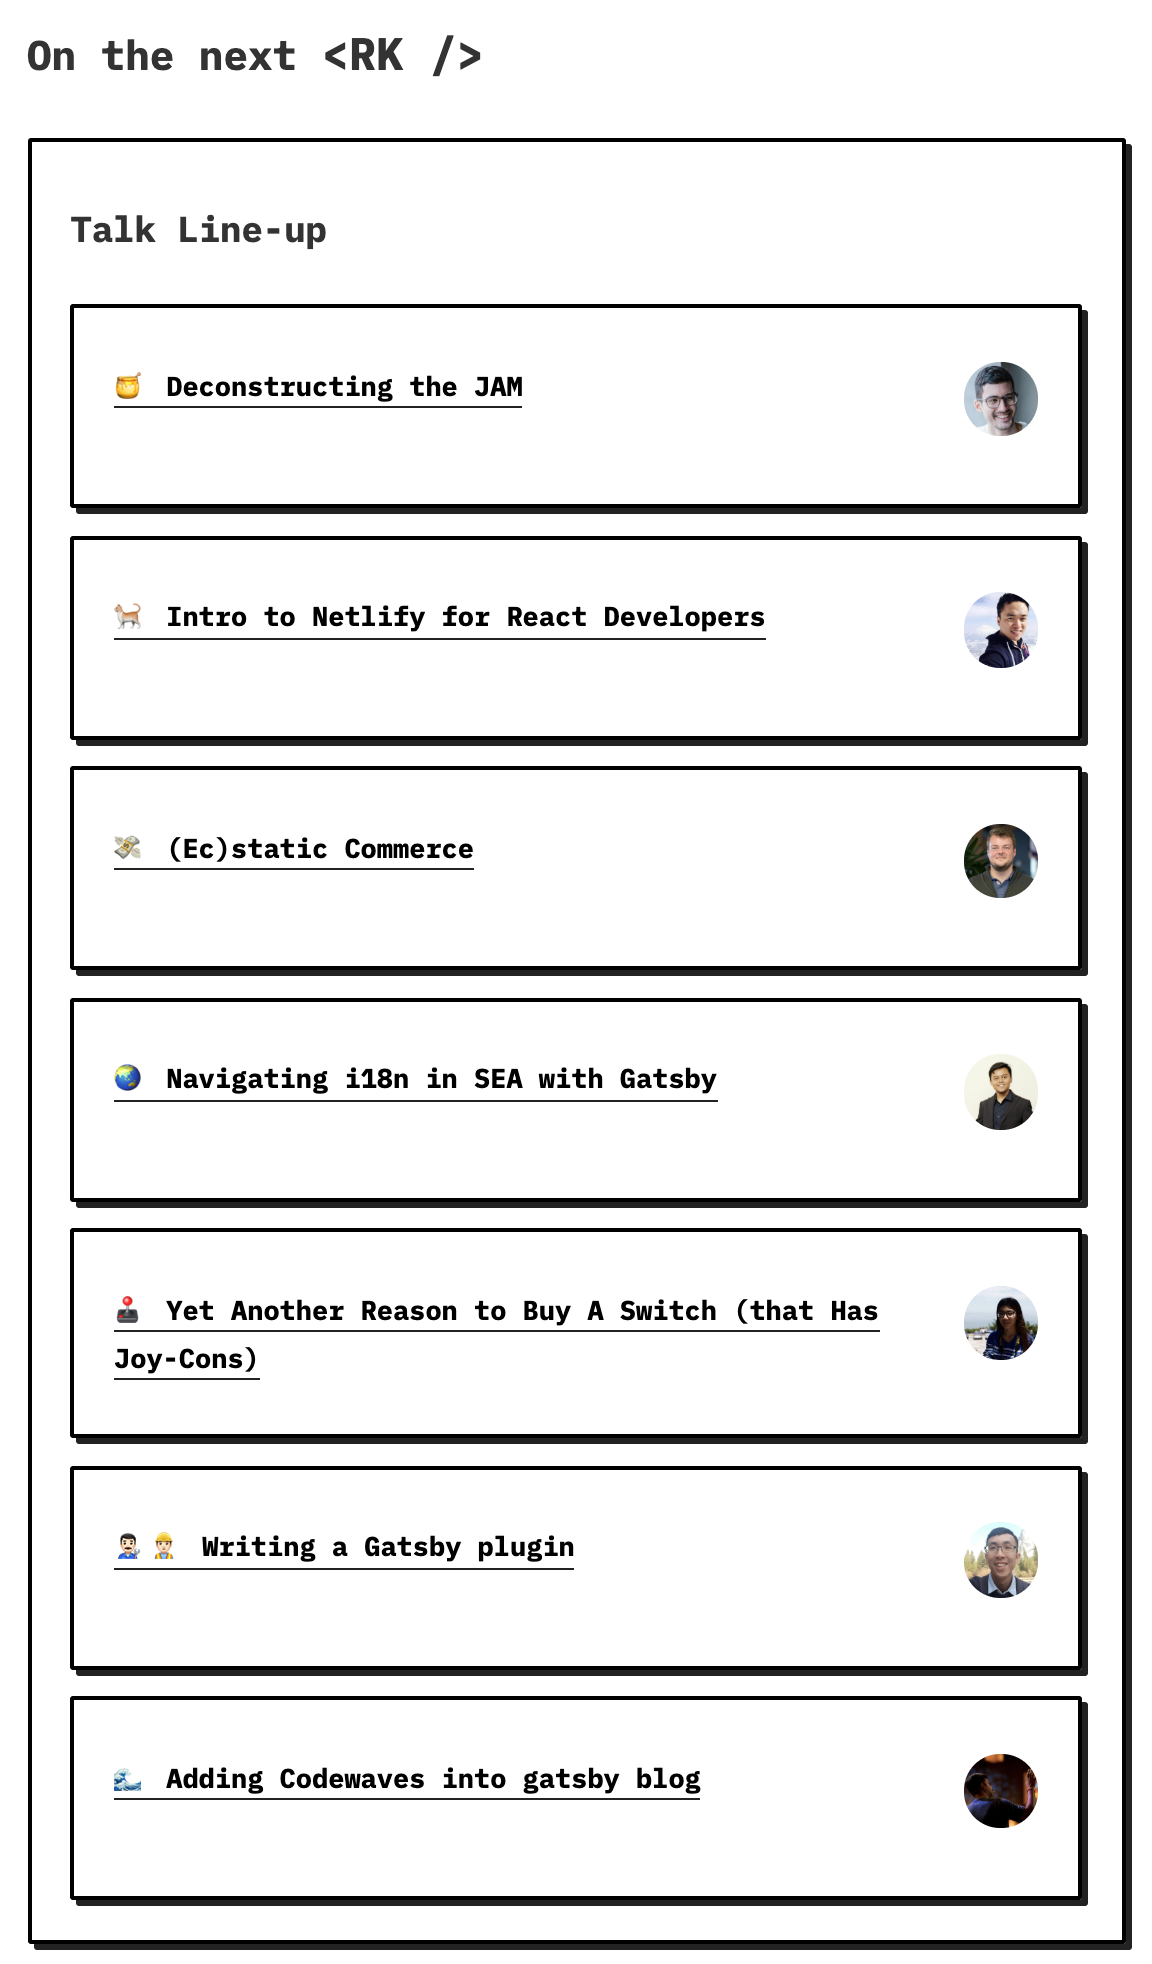 On the next <RK />
Talk Line-up
🍯 Deconstructing the JAM
🐈 Intro to Netlify for React Developers
💸 (Ec)static Commerce
🌏 Navigating i18n in SEA with Gatsby
🕹 Yet Another Reason to Buy A Switch (that Has
Joy-Cons)
👨🏻‍🔧👷🏻 Writing a Gatsby plugin
🌊 Adding Codewaves into gatsby blog